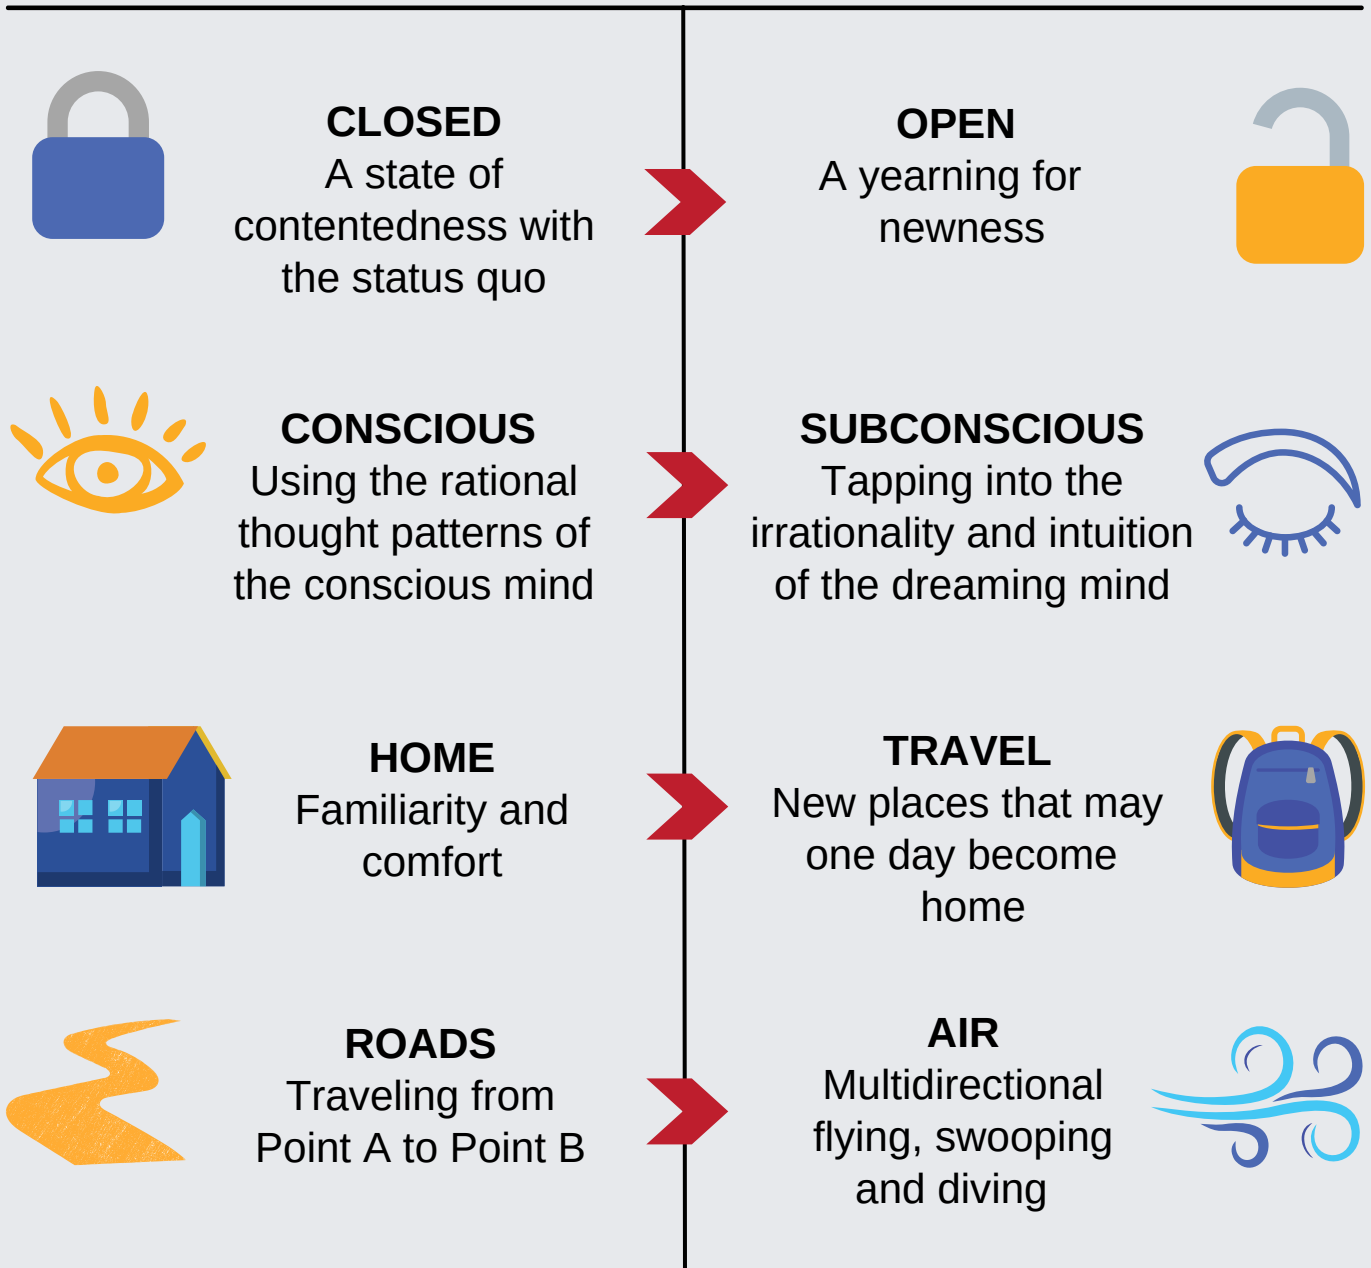 CLOSED
A state of
contentedness with
the status quo
OPEN
A yearning for
newness
CONSCIOUS
Using the rational
thought patterns of
the conscious mind
SUBCONSCIOUS
Tapping into the
irrationality and intuition
of the dreaming mind
HOME
Familiarity and
comfort
TRAVEL
New places that may
one day become
home
ROADS
Traveling from
Point A to Point B
AIR
Multidirectional
flying, swooping
and diving